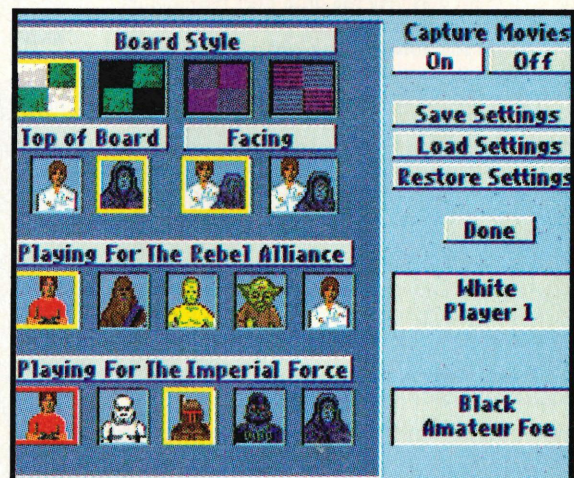 Board Style
Capture Movies
On Off
Save Settings
Top of Board Facing
Load Settings
Restore Settings
Done
Playing For The Rebel Alliance
White
Player 1
Playing For The Imperial Force
Black
Amateur Foe